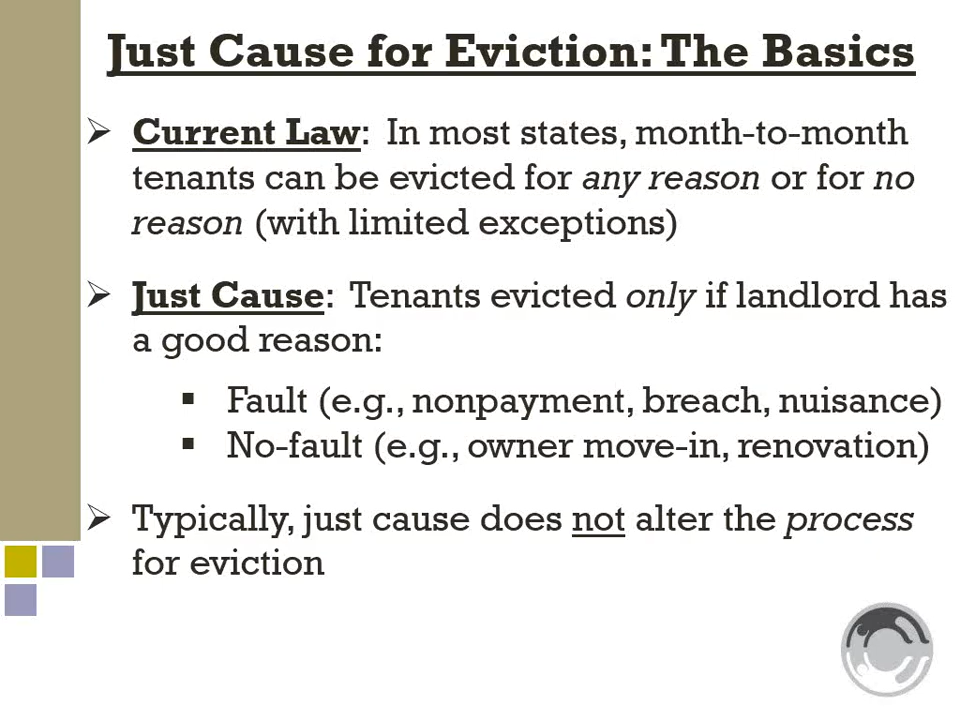 Just Cause for Eviction: The Basics
➢ Current Law: In most states, month-to-month
tenants can be evicted for any reason or for no
reason (with limited exceptions)
➢ Just Cause: Tenants evicted only if landlord has
a good reason:
▪ Fault (e.g., nonpayment, breach, nuisance)
▪ No-fault (e.g., owner move-in, renovation)
➢ Typically, just cause does not alter the process
for eviction